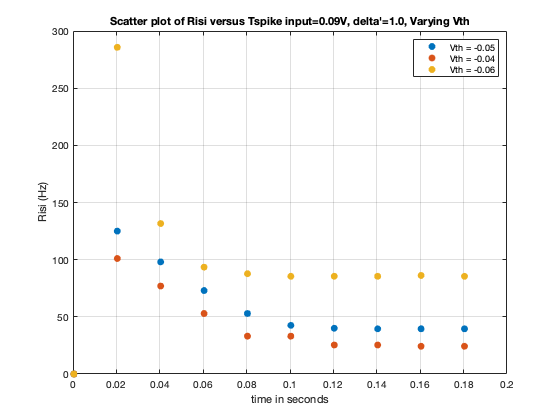 Scatter plot of Risi versus Tspike input=0.09V, delta'=1.0, Varying Vth
Vth = -0.05
Vth = -0.04
Vth = -0.06
300
250
200
150
100
50
0
Risi (Hz)
0 0.02 0.04 0.06 0.08 0.1 0.12 0.14 0.16 0.18 0.2
time in seconds